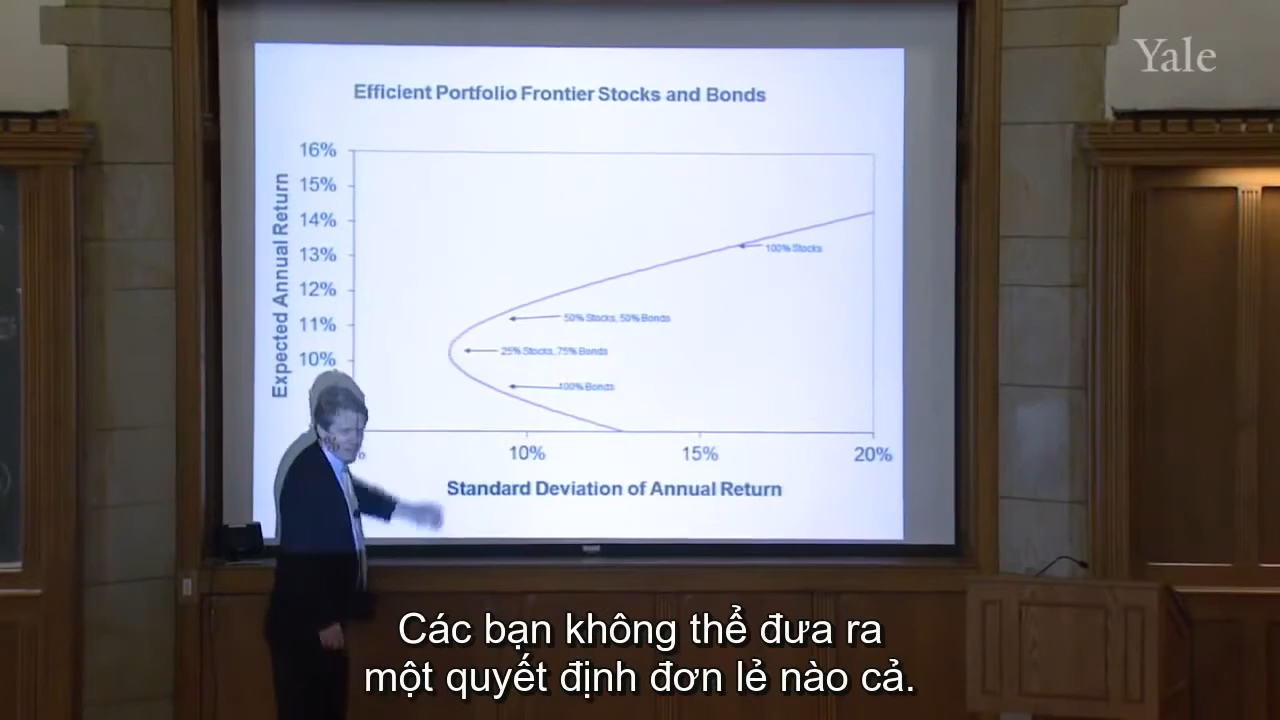 Yale
Efficient Portfolio Frontier Stocks and Bonds
Expected Annual Return
16%
15%
14%
13%
12%
11%
10%
100% Stocks
50% Stocks, 50% Bonds
25% Stocks, 75% Bonds
100% Bonds
10%
15%
20%
Standard Deviation of Annual Return
Các bạn không thể đưa ra
một quyết định đơn lẻ nào cả.